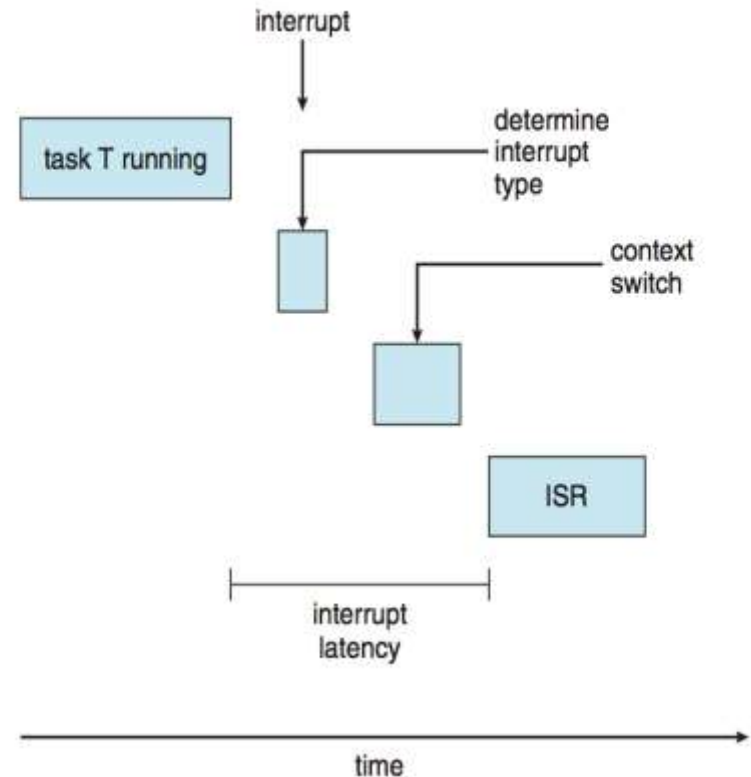 interrupt
task T running
determine
interrupt
type
context
switch
ISR
interrupt
latency
time